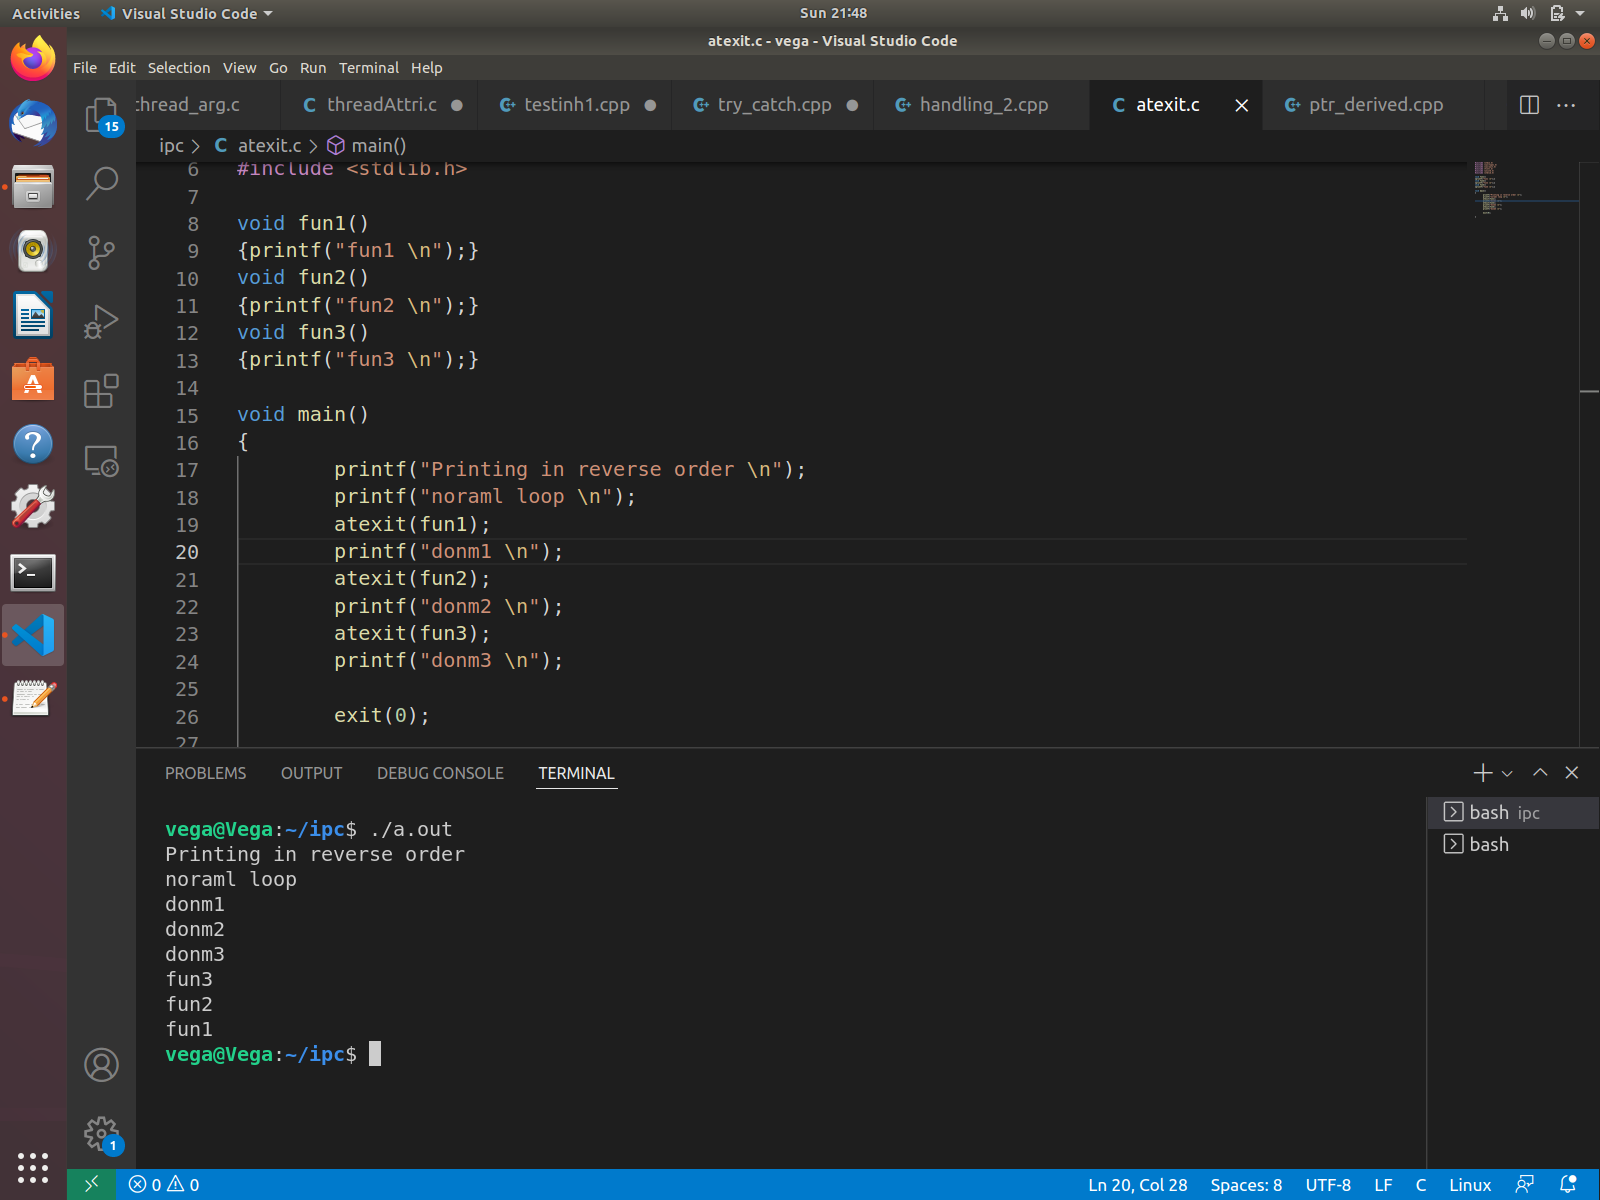 Activities Visual Studio Code Sun 21:48
atexit.c - vega - Visual Studio Code
File Edit Selection View Go Run Terminal Help
thread_arg.c threadAttri.c testinh1.cpp try_catch.cpp handling_2.cpp atexit.c ptr_derived.cpp
15
ipc > C atexit.c > main()
6 #include <stdlib.h>
7
8 void fun1()
9 {printf("fun1 \n");}
10 void fun2()
11 {printf("fun2 \n");}
12 void fun3()
13 {printf("fun3 \n");}
14
15 void main()
16 {
17 printf("Printing in reverse order \n");
18 printf("noraml loop \n");
19 atexit(fun1);
20 printf("donm1 \n");
21 atexit(fun2);
22 printf("donm2 \n");
23 atexit(fun3);
24 printf("donm3 \n");
25
26 exit(0);
27
PROBLEMS OUTPUT DEBUG CONSOLE TERMINAL
bash ipc
bash
vega@Vega:~/ipc$ ./a.out
Printing in reverse order
noraml loop
donm1
donm2
donm3
fun3
fun2
fun1
vega@Vega:~/ipc$
1
0 0 Ln 20, Col 28 Spaces: 8 UTF-8 LF C Linux